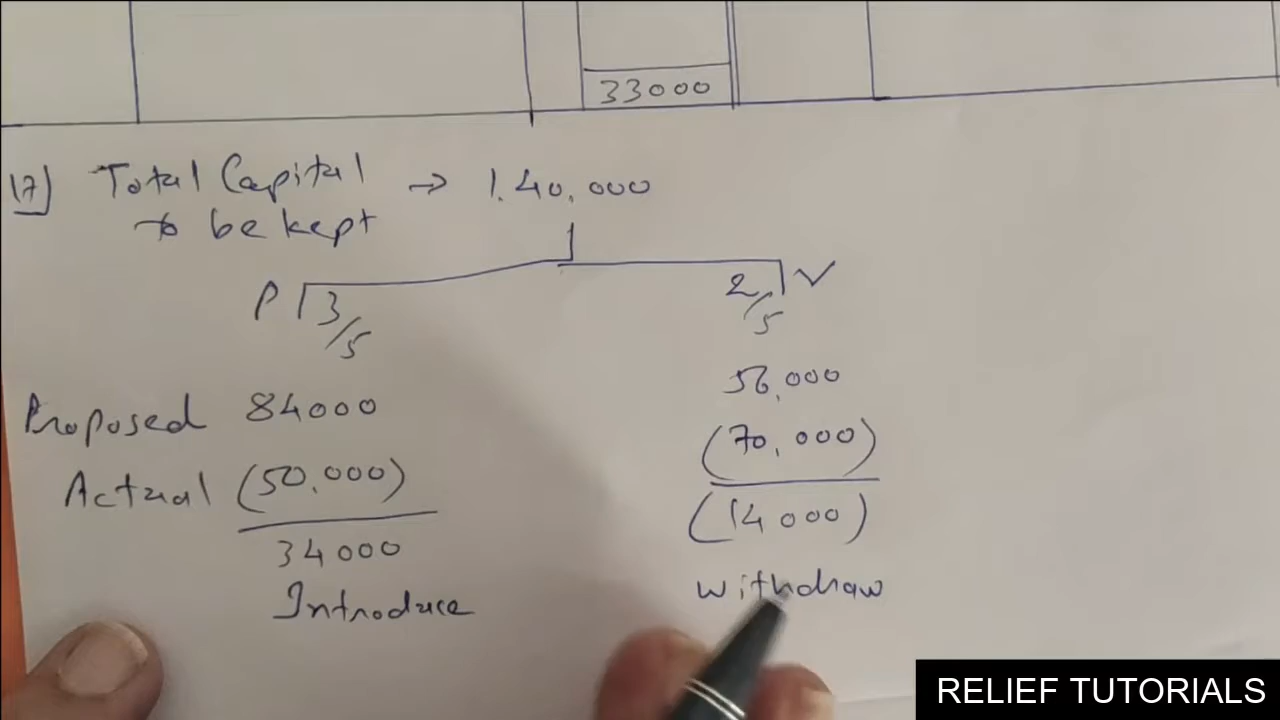 33000
17] Total Capital → 1.40,000
to be kept
P 3/5 2/5 V
56,000
Proposed 84000
(70,000)
Actual (50,000)
(14000)
34000
Withdraw
Introduce
RELIEF TUTORIALS